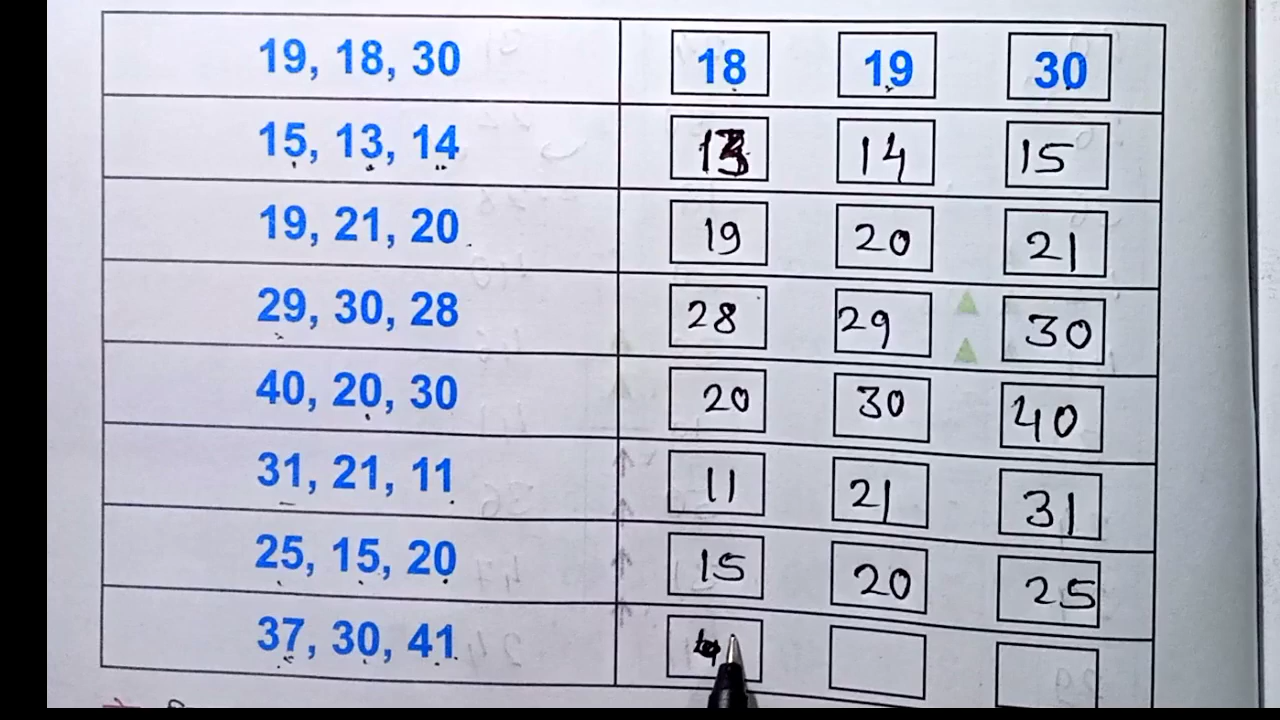 19, 18, 30 18 19 30
15, 13, 14 13 14 15
19, 21, 20 19 20 21
29, 30, 28 28 29 30
40, 20, 30 20 30 40
31, 21, 11 11 21 31
25, 15, 20 15 20 25
37, 30, 41